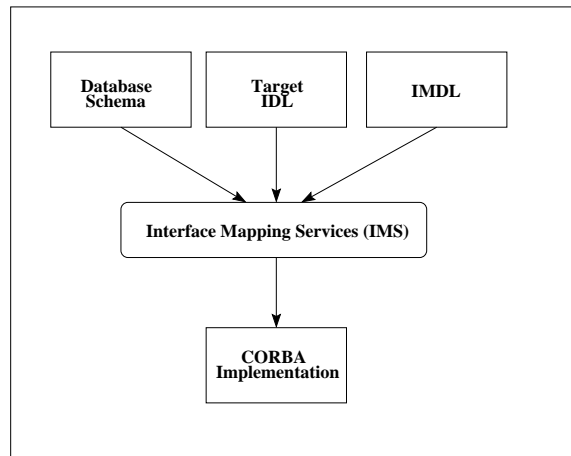 Database
Schema
Target
IDL
IMDL
Interface Mapping Services (IMS)
CORBA
Implementation